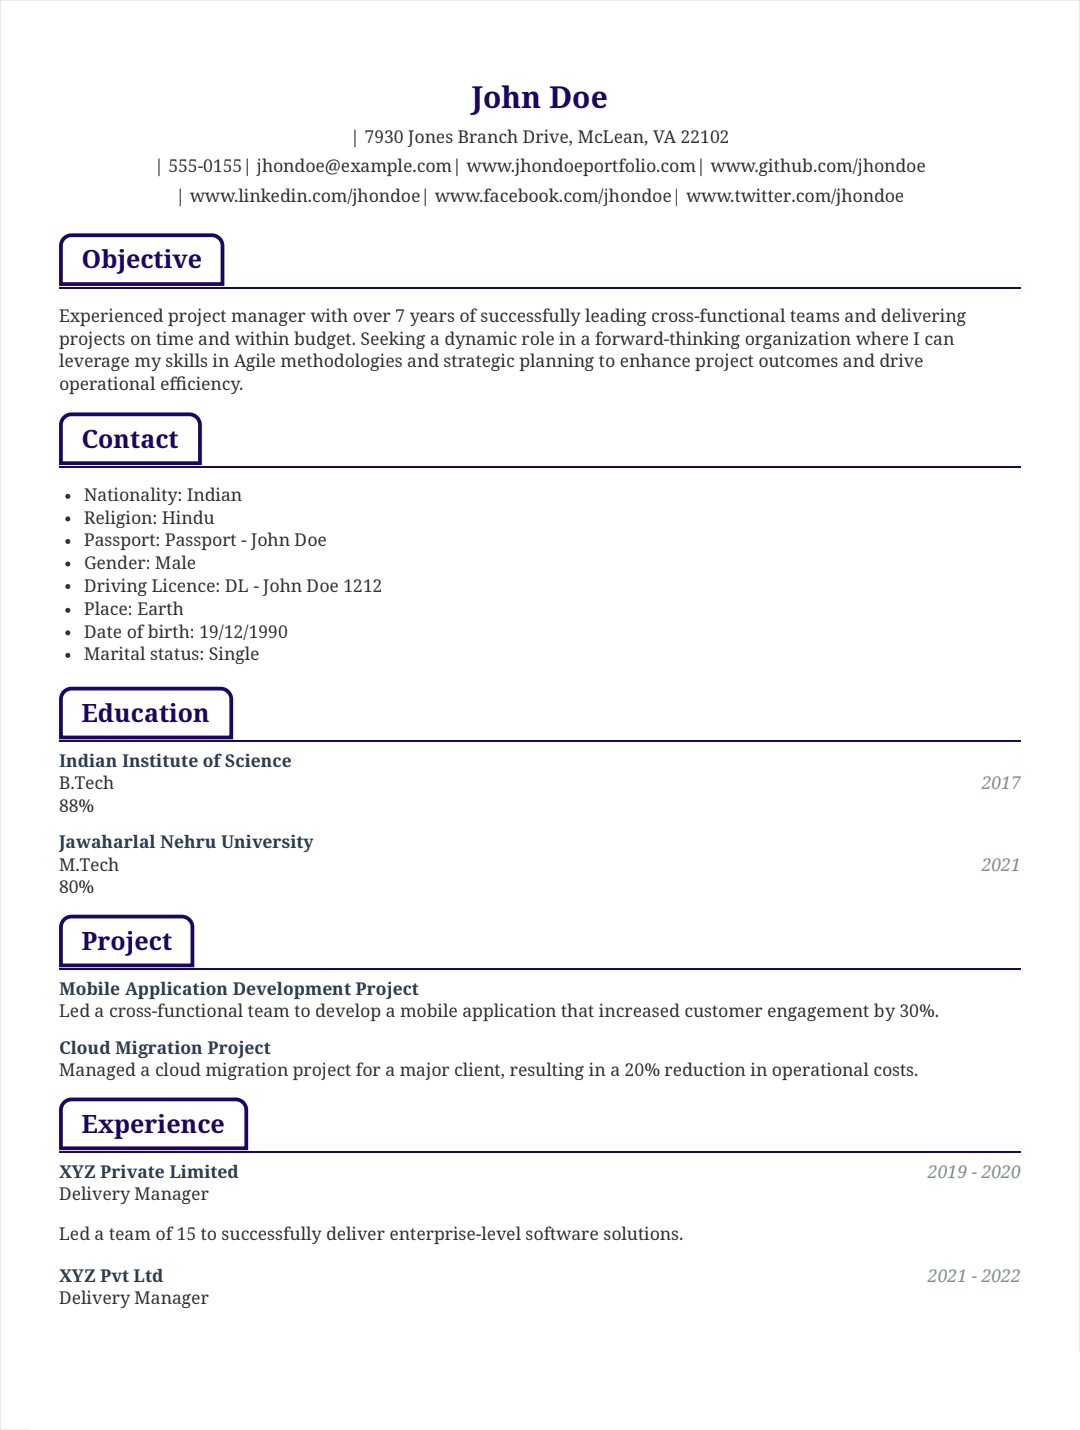 John Doe
| 7930 Jones Branch Drive, McLean, VA 22102
| 555-0155| jhondoe@example.com| www.jhondoeportfolio.com| www.github.com/jhondoe
| www.linkedin.com/jhondoe| www.facebook.com/jhondoe| www.twitter.com/jhondoe
Objective
Experienced project manager with over 7 years of successfully leading cross-functional teams and delivering
projects on time and within budget. Seeking a dynamic role in a forward-thinking organization where I can
leverage my skills in Agile methodologies and strategic planning to enhance project outcomes and drive
operational efficiency.
Contact
• Nationality: Indian
• Religion: Hindu
• Passport: Passport - John Doe
• Gender: Male
• Driving Licence: DL - John Doe 1212
• Place: Earth
• Date of birth: 19/12/1990
• Marital status: Single
Education
Indian Institute of Science
B.Tech 2017
88%
Jawaharlal Nehru University
M.Tech 2021
80%
Project
Mobile Application Development Project
Led a cross-functional team to develop a mobile application that increased customer engagement by 30%.
Cloud Migration Project
Managed a cloud migration project for a major client, resulting in a 20% reduction in operational costs.
Experience
XYZ Private Limited 2019 - 2020
Delivery Manager
Led a team of 15 to successfully deliver enterprise-level software solutions.
XYZ Pvt Ltd 2021 - 2022
Delivery Manager